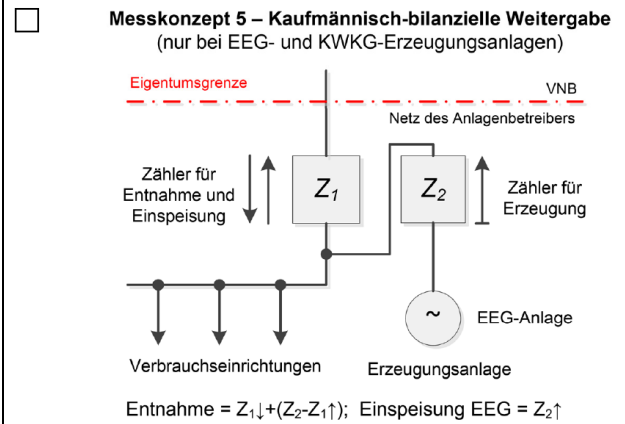 Messkonzept 5 – Kaufmännisch-bilanzielle Weitergabe
(nur bei EEG- und KWKG-Erzeugungsanlagen)
Eigentumsgrenze
VNB
Netz des Anlagenbetreibers
Zähler für
Entnahme und
Einspeisung
Z1
Z2
Zähler für
Erzeugung
~
EEG-Anlage
Verbrauchseinrichtungen
Erzeugungsanlage
Entnahme = Z1↓+(Z2-Z1↑); Einspeisung EEG = Z2↑